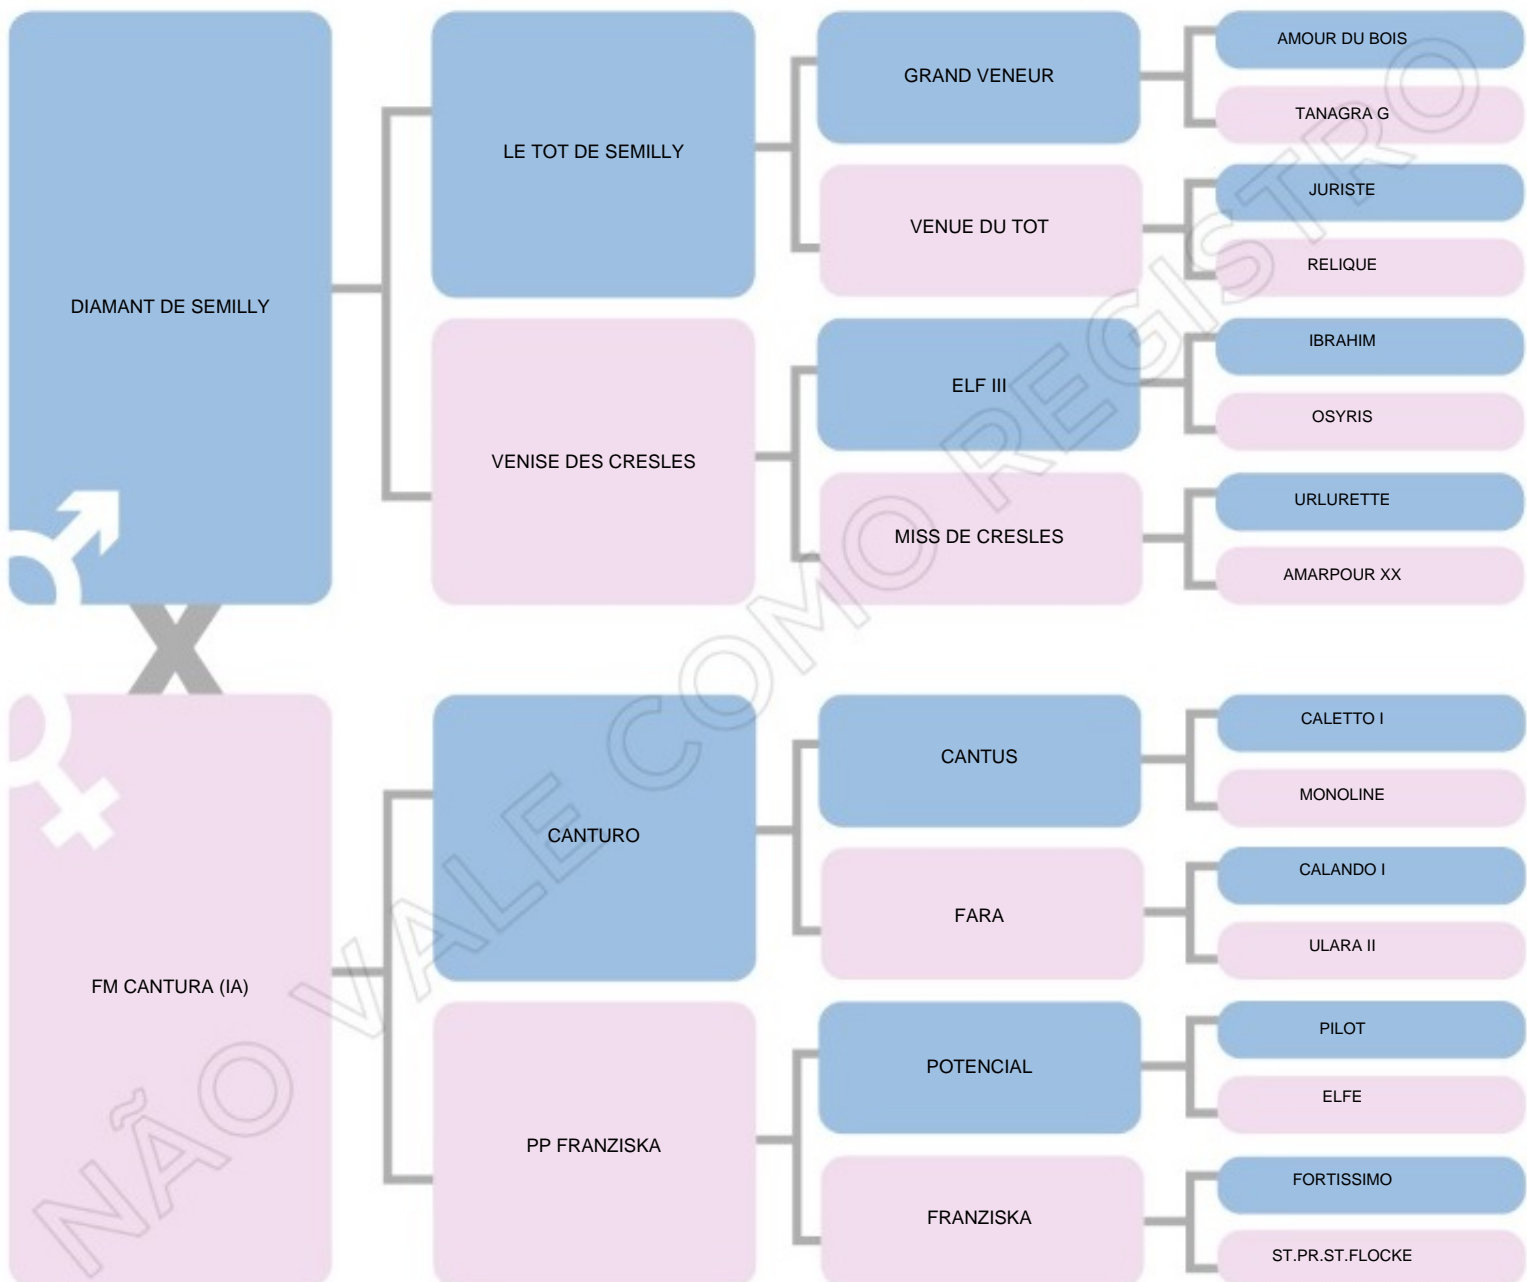 DIAMANT DE SEMILLY
LE TOT DE SEMILLY
GRAND VENEUR
AMOUR DU BOIS
TANAGRA G
VENUE DU TOT
JURISTE
RELIQUE
VENISE DES CRESLES
ELF III
IBRAHIM
OSYRIS
MISS DE CRESLES
URLURETTE
AMARPOUR XX
X
FM CANTURA (IA)
CANTURO
CANTUS
CALETTO I
MONOLINE
FARA
CALANDO I
ULARA II
PP FRANZISKA
POTENCIAL
PILOT
ELFE
FRANZISKA
FORTISSIMO
ST.PR.ST.FLOCKE
NÃO VALE COMO REGISTRO